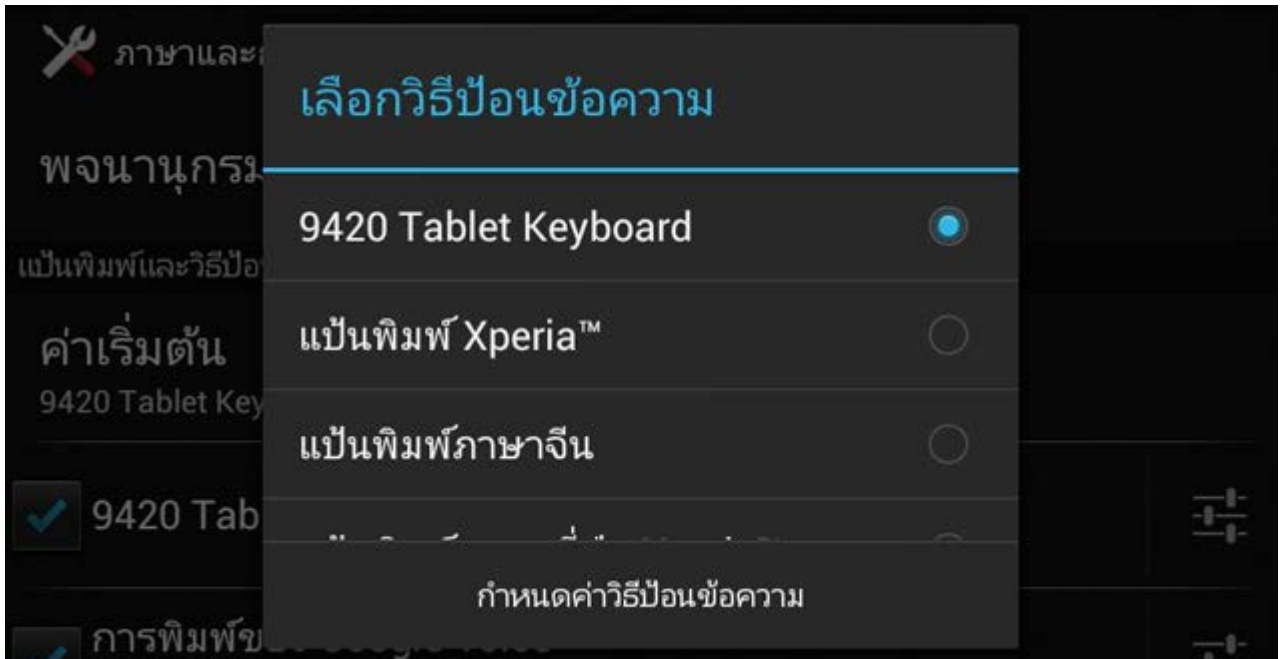 ภาษาและ
เลือกวิธีป้อนข้อความ
พจนานุกรม
9420 Tablet Keyboard
แป้นพิมพ์และวิธีป้อ
ค่าเริ่มต้น
9420 Tablet Key
แป้นพิมพ์ Xperia™
แป้นพิมพ์ภาษาจีน
9420 Tab
กำหนดค่าวิธีป้อนข้อความ
การพิมพ์ข